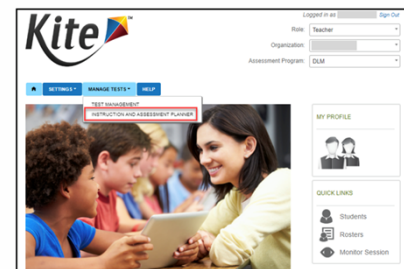 Kite™
Logged in as Sign Out
Role: Teacher
Organization:
Assessment Program: DLM
SETTINGS MANAGE TESTS HELP
TEST MANAGEMENT
INSTRUCTION AND ASSESSMENT PLANNER
MY PROFILE
QUICK LINKS
Students
Rosters
Monitor Session